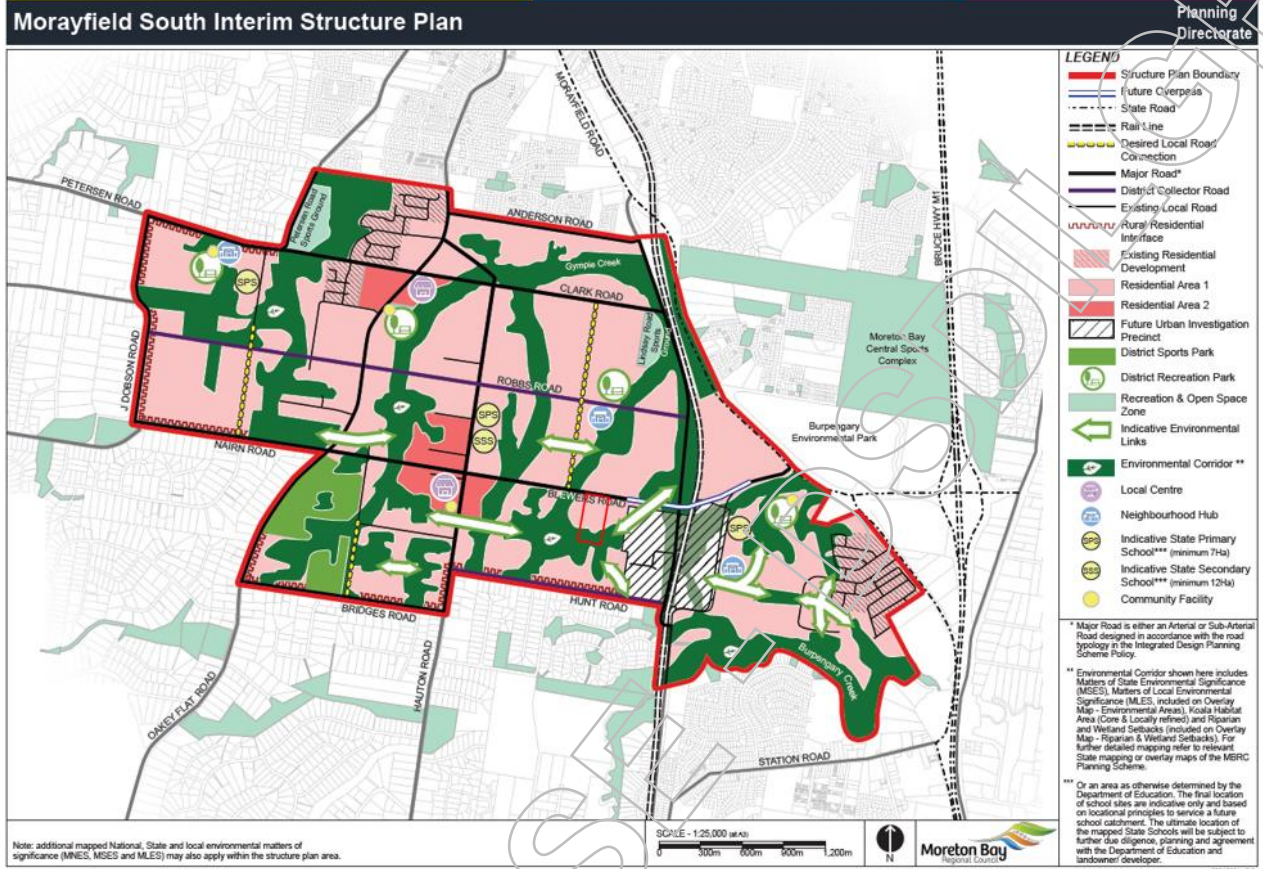 Morayfield South Interim Structure Plan
Planning
Directorate
LEGEND
Structure Plan Boundary
Future Overpass
State Road
Rail Line
Desired Local Road
Connection
Major Road*
District Collector Road
Existing Local Road
Rural Residential
Interface
Existing Residential
Development
Residential Area 1
Residential Area 2
Future Urban Investigation
Precinct
District Sports Park
District Recreation Park
Recreation & Open Space
Zone
Indicative Environmental
Links
Environmental Corridor **
Local Centre
Neighbourhood Hub
SPS
Indicative State Primary
School*** (minimum 7Ha)
SSS
Indicative State Secondary
School*** (minimum 12Ha)
Community Facility
* Major Road is either an Arterial or Sub-Arterial
Road designed in accordance with the road
typology in the Integrated Design Planning
Scheme Policy.
** Environmental Corridor shown here includes
Matters of State Environmental Significance
(MSES), Matters of Local Environmental
Significance (MLES, included on Overlay
Map - Environmental Areas), Koala Habitat
Area (Core & Locally refined) and Riparian
and Wetland Setbacks (included on Overlay
Map - Riparian & Wetland Setbacks). For
further detailed mapping refer to relevant
State mapping or overlay maps of the MBRC
Planning Scheme.
*** Or an area as otherwise determined by the
Department of Education. The final location
of school sites are indicative only and based
on locational principles to service a future
school catchment. The ultimate location of
the mapped State Schools will be subject to
further due diligence, planning and agreement
with the Department of Education and
landowner/ developer.
MORAYFIELD ROAD
BRUCE HWY M1
PETERSEN ROAD
Petersen Road
Sports Ground
ANDERSON ROAD
Gympie Creek
SPS
CLARK ROAD
Lindsay Road
Sports
Ground
Moreton Bay
Central Sports
Complex
J DOBSON ROAD
ROBBS ROAD
SPS
SSS
Burpengary
Environmental Park
NAIRN ROAD
BLEWERS ROAD
SPS
HUNT ROAD
BRIDGES ROAD
Burpengary Creek
OAKEY FLAT ROAD
HAUTON ROAD
STATION ROAD
Note: additional mapped National, State and local environmental matters of
significance (MNES, MSES and MLES) may also apply within the structure plan area.
SCALE - 1:25,000 (at A3)
0 300m 600m 900m 1,200m
N
Moreton Bay
Regional Council